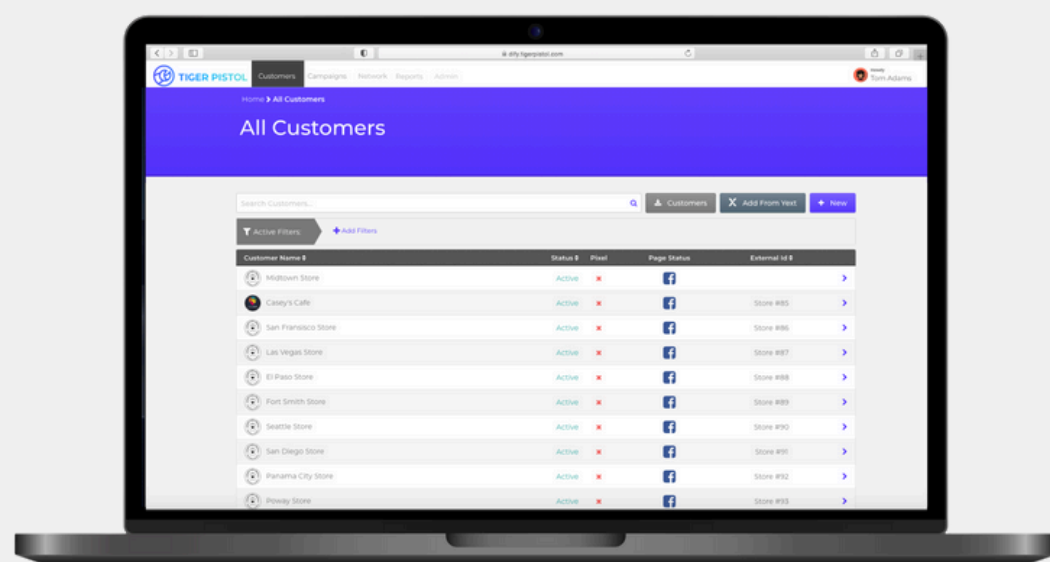 dify.tigerpistol.com
TIGER PISTOL Customers Campaigns Network Reports Admin Tom Adams
Home All Customers
All Customers
Search Customers... Customers Add From Yext New
Active Filters: Add Filters
Customer Name Status Pixel Page Status External Id
Midtown Store Active
Casey's Cafe Active Store #85
San Fransisco Store Active Store #86
Las Vegas Store Active Store #87
El Paso Store Active Store #88
Fort Smith Store Active Store #89
Seattle Store Active Store #90
San Diego Store Active Store #91
Panama City Store Active Store #92
Poway Store Active Store #93